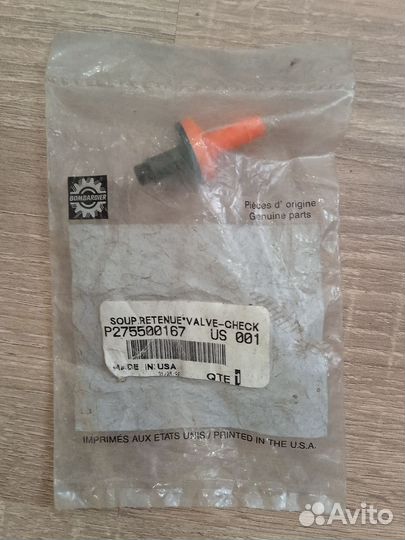 BOMBARDIER
Pièces d' origine
Genuine parts
SOUP.RETENUE*VALVE-CHECK
P275500167 US 001
MADE IN:USA
QTE 1
IMPRIMÉS AUX ETATS UNIS / PRINTED IN THE U.S.A.
Avito